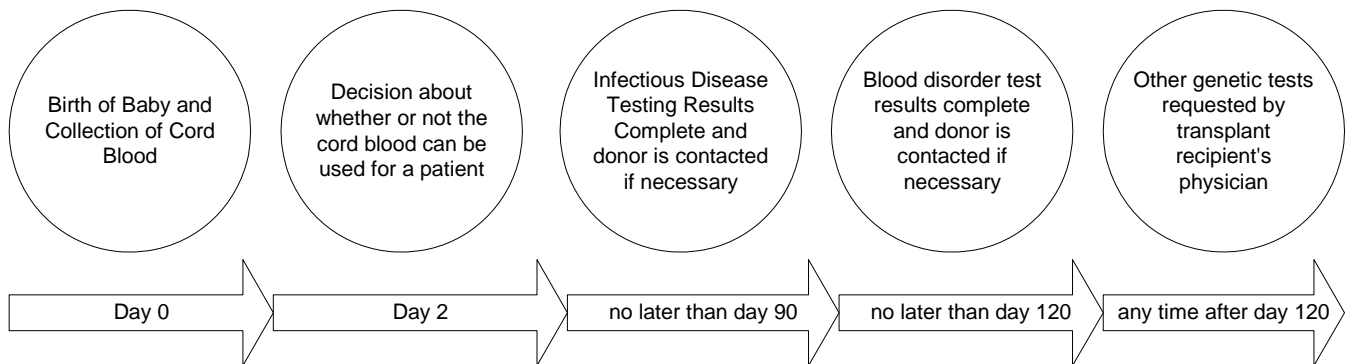 Birth of Baby and
Collection of Cord
Blood
Decision about
whether or not the
cord blood can be
used for a patient
Infectious Disease
Testing Results
Complete and
donor is contacted
if necessary
Blood disorder test
results complete
and donor is
contacted if
necessary
Other genetic tests
requested by
transplant
recipient's
physician
Day 0
Day 2
no later than day 90
no later than day 120
any time after day 120